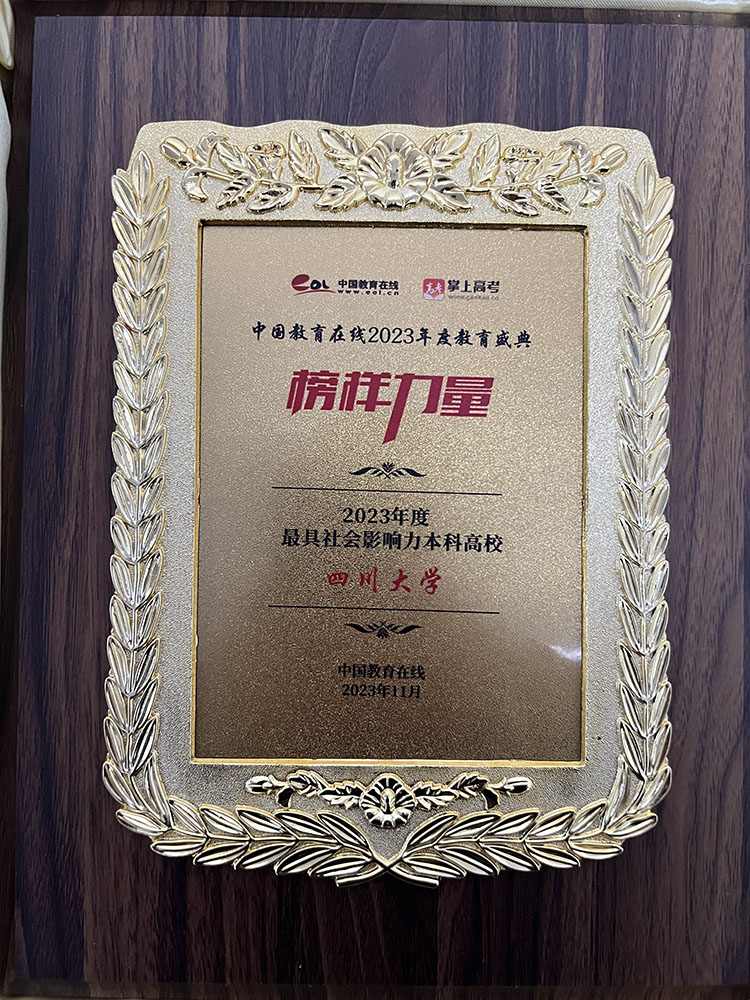 eol 中国教育在线 高考 掌上高考
www.eol.cn www.gaokao.cn
中国教育在线2023年度教育盛典
榜样力量
2023年度
最具社会影响力本科高校
四川大学
中国教育在线
2023年11月